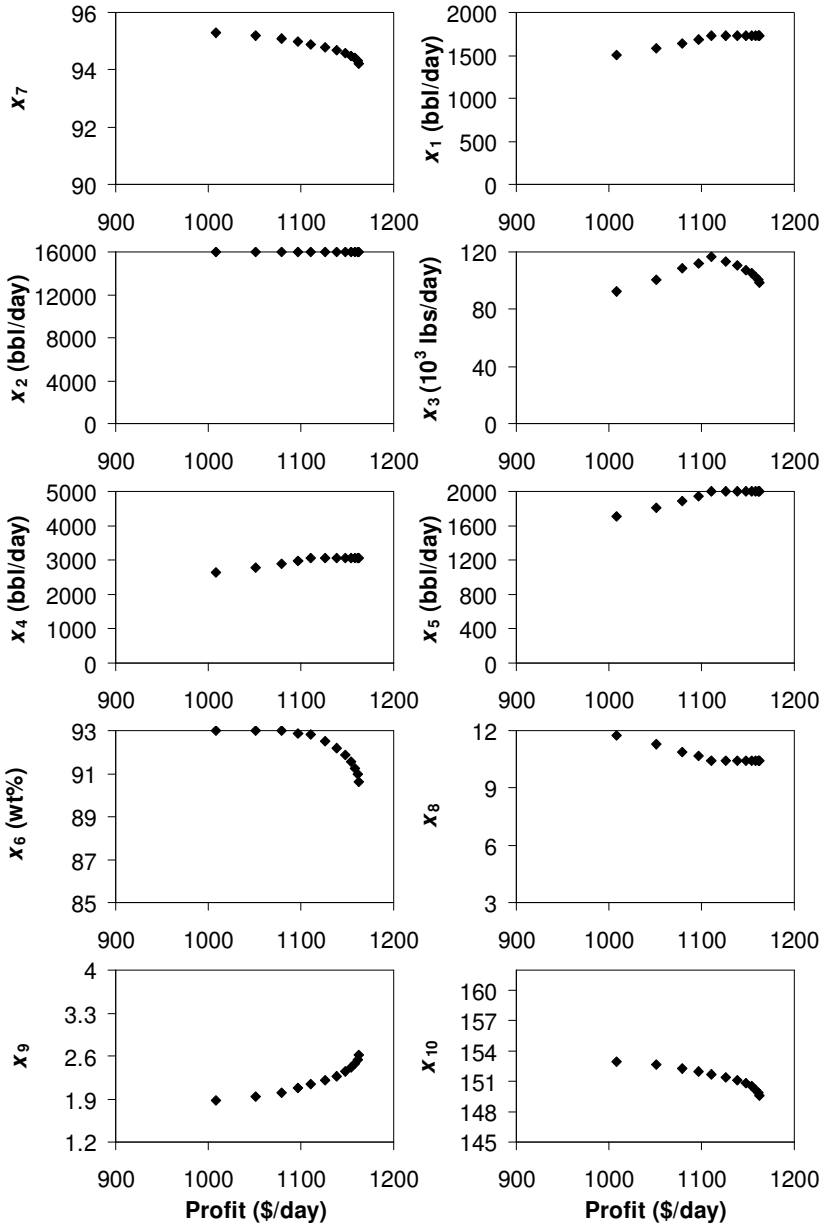 96
94
92
90
x7
900 1000 1100 1200
2000
1500
1000
500
0
x1 (bbl/day)
900 1000 1100 1200
16000
12000
8000
4000
0
x2 (bbl/day)
900 1000 1100 1200
120
80
40
0
x3 (10³ lbs/day)
900 1000 1100 1200
5000
4000
3000
2000
1000
0
x4 (bbl/day)
900 1000 1100 1200
2000
1600
1200
800
400
0
x5 (bbl/day)
900 1000 1100 1200
93
91
89
87
85
x6 (wt%)
900 1000 1100 1200
12
9
6
3
x8
900 1000 1100 1200
4
3.3
2.6
1.9
1.2
x9
900 1000 1100 1200
Profit ($/day)
160
157
154
151
148
145
x10
900 1000 1100 1200
Profit ($/day)